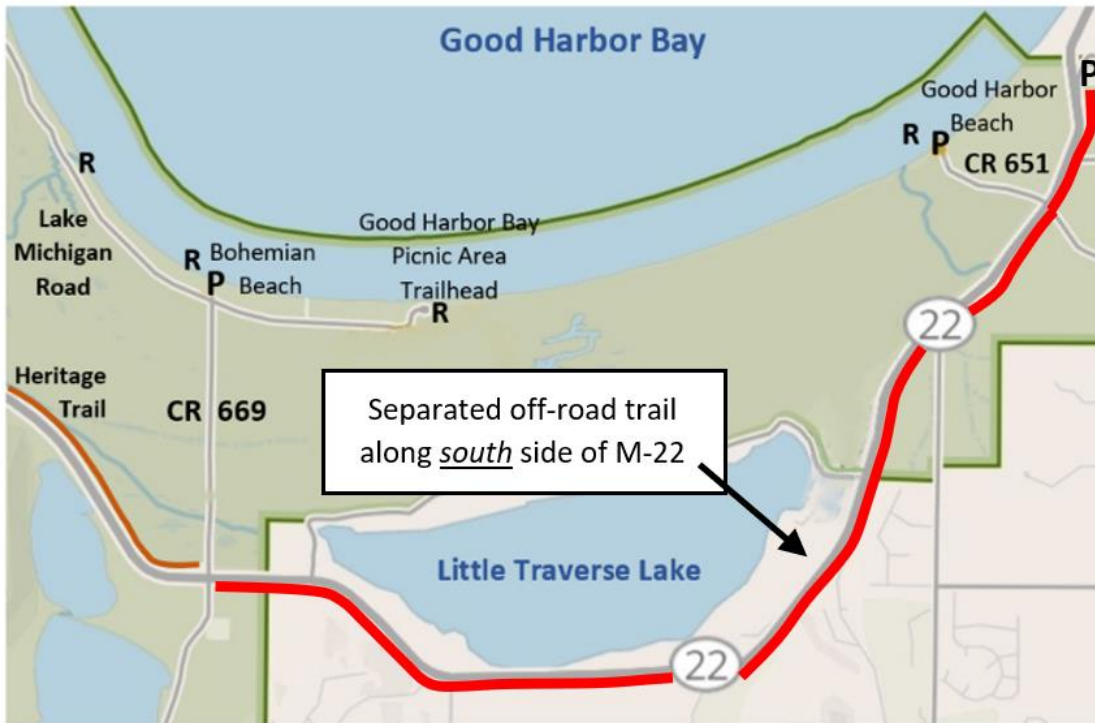 Good Harbor Bay
P
Good Harbor
Beach
R
P
CR 651
R
Lake
Michigan
Road
Good Harbor Bay
Picnic Area
Trailhead
R
Bohemian
Beach
P
R
22
Heritage
Trail
CR 669
Separated off-road trail
along south side of M-22
Little Traverse Lake
22